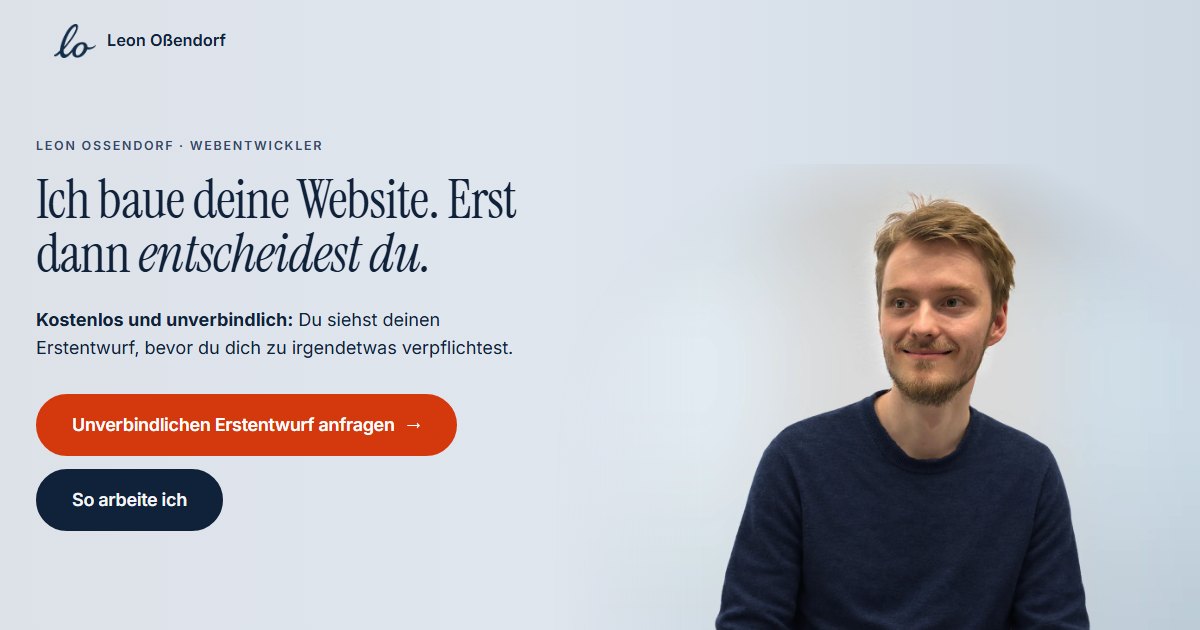 lo Leon Oßendorf
LEON OSSENDORF · WEBENTWICKLER
Ich baue deine Website. Erst
dann entscheidest du.
Kostenlos und unverbindlich: Du siehst deinen
Erstentwurf, bevor du dich zu irgendetwas verpflichtest.
Unverbindlichen Erstentwurf anfragen →
So arbeite ich